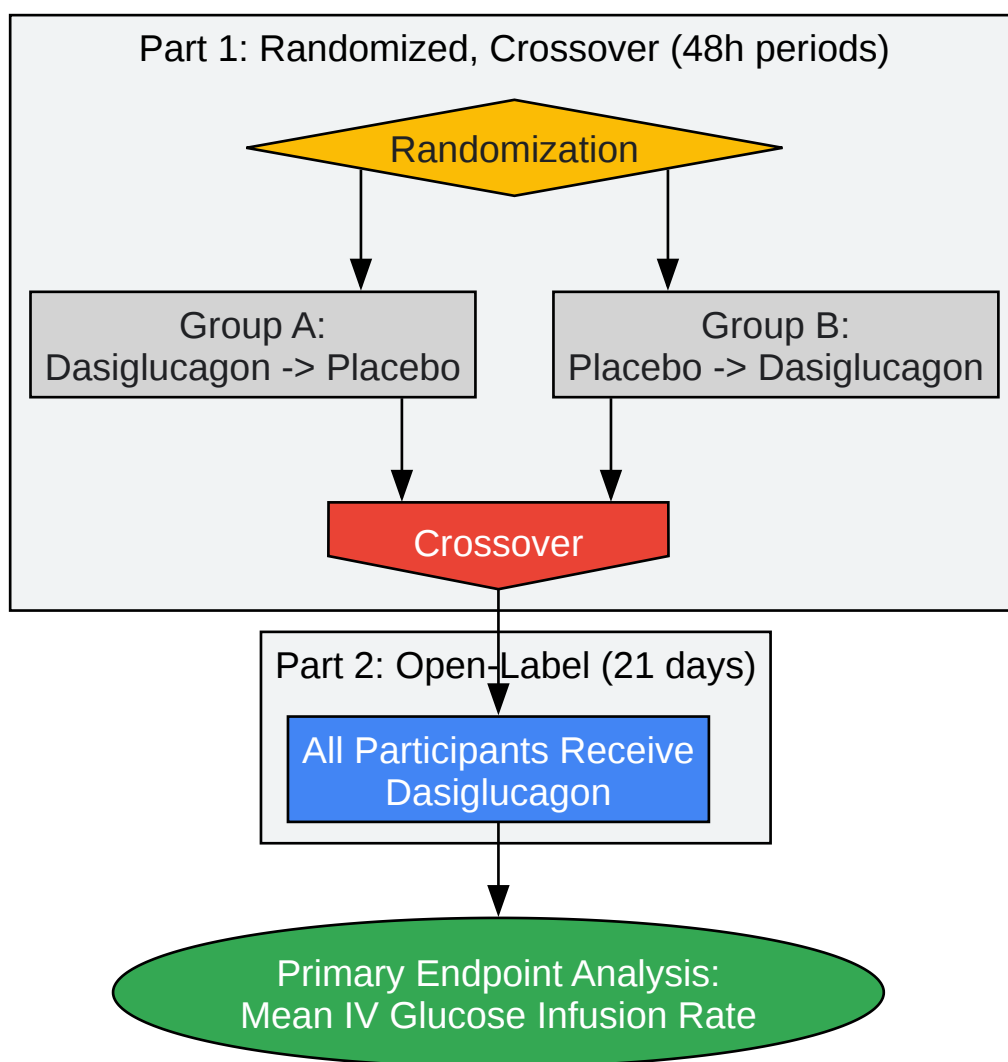 Part 1: Randomized, Crossover (48h periods)
Randomization
Group A:
Dasiglucagon -> Placebo
Group B:
Placebo -> Dasiglucagon
Crossover
Part 2: Open-Label (21 days)
All Participants Receive
Dasiglucagon
Primary Endpoint Analysis:
Mean IV Glucose Infusion Rate